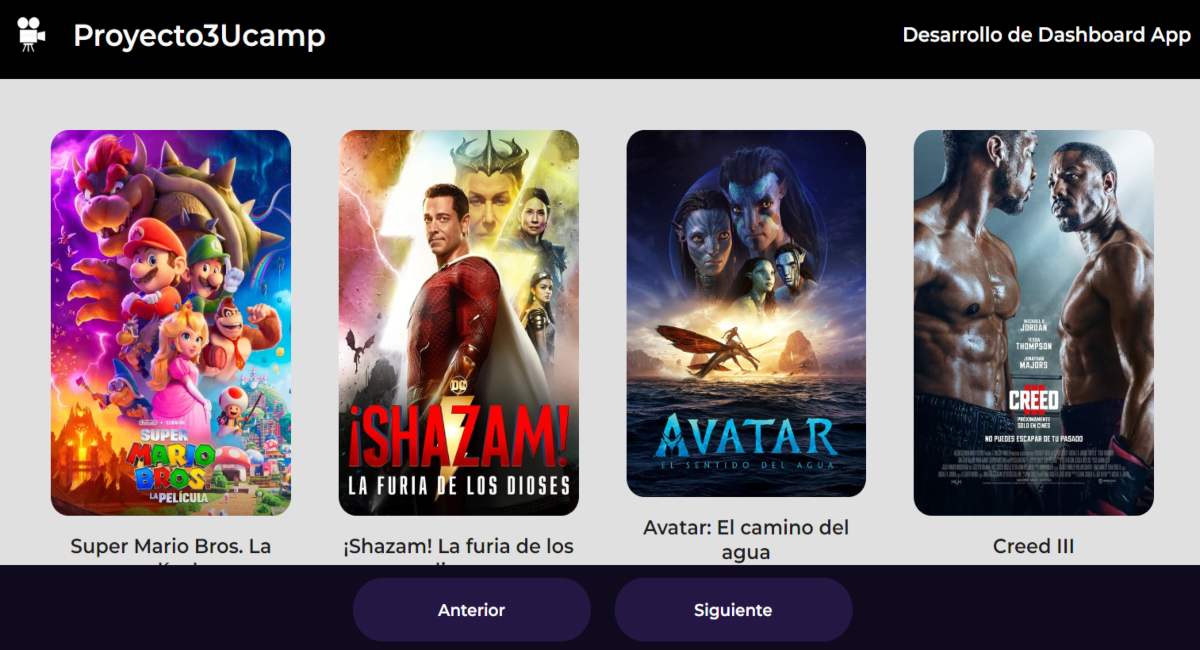 Proyecto3Ucamp
Desarrollo de Dashboard App
SUPER
MARIO
BROS.
LA PELÍCULA
DC
¡SHAZAM!
LA FURIA DE LOS DIOSES
AVATAR
EL SENTIDO DEL AGUA
MICHAEL B.
JORDAN
TESSA
THOMPSON
JONATHAN
MAJORS
CREED
III
PRÓXIMAMENTE
SOLO EN CINES
NO PUEDES ESCAPAR DE TU PASADO
MGM
Super Mario Bros. La
¡Shazam! La furia de los
Avatar: El camino del
agua
Creed III
Anterior
Siguiente